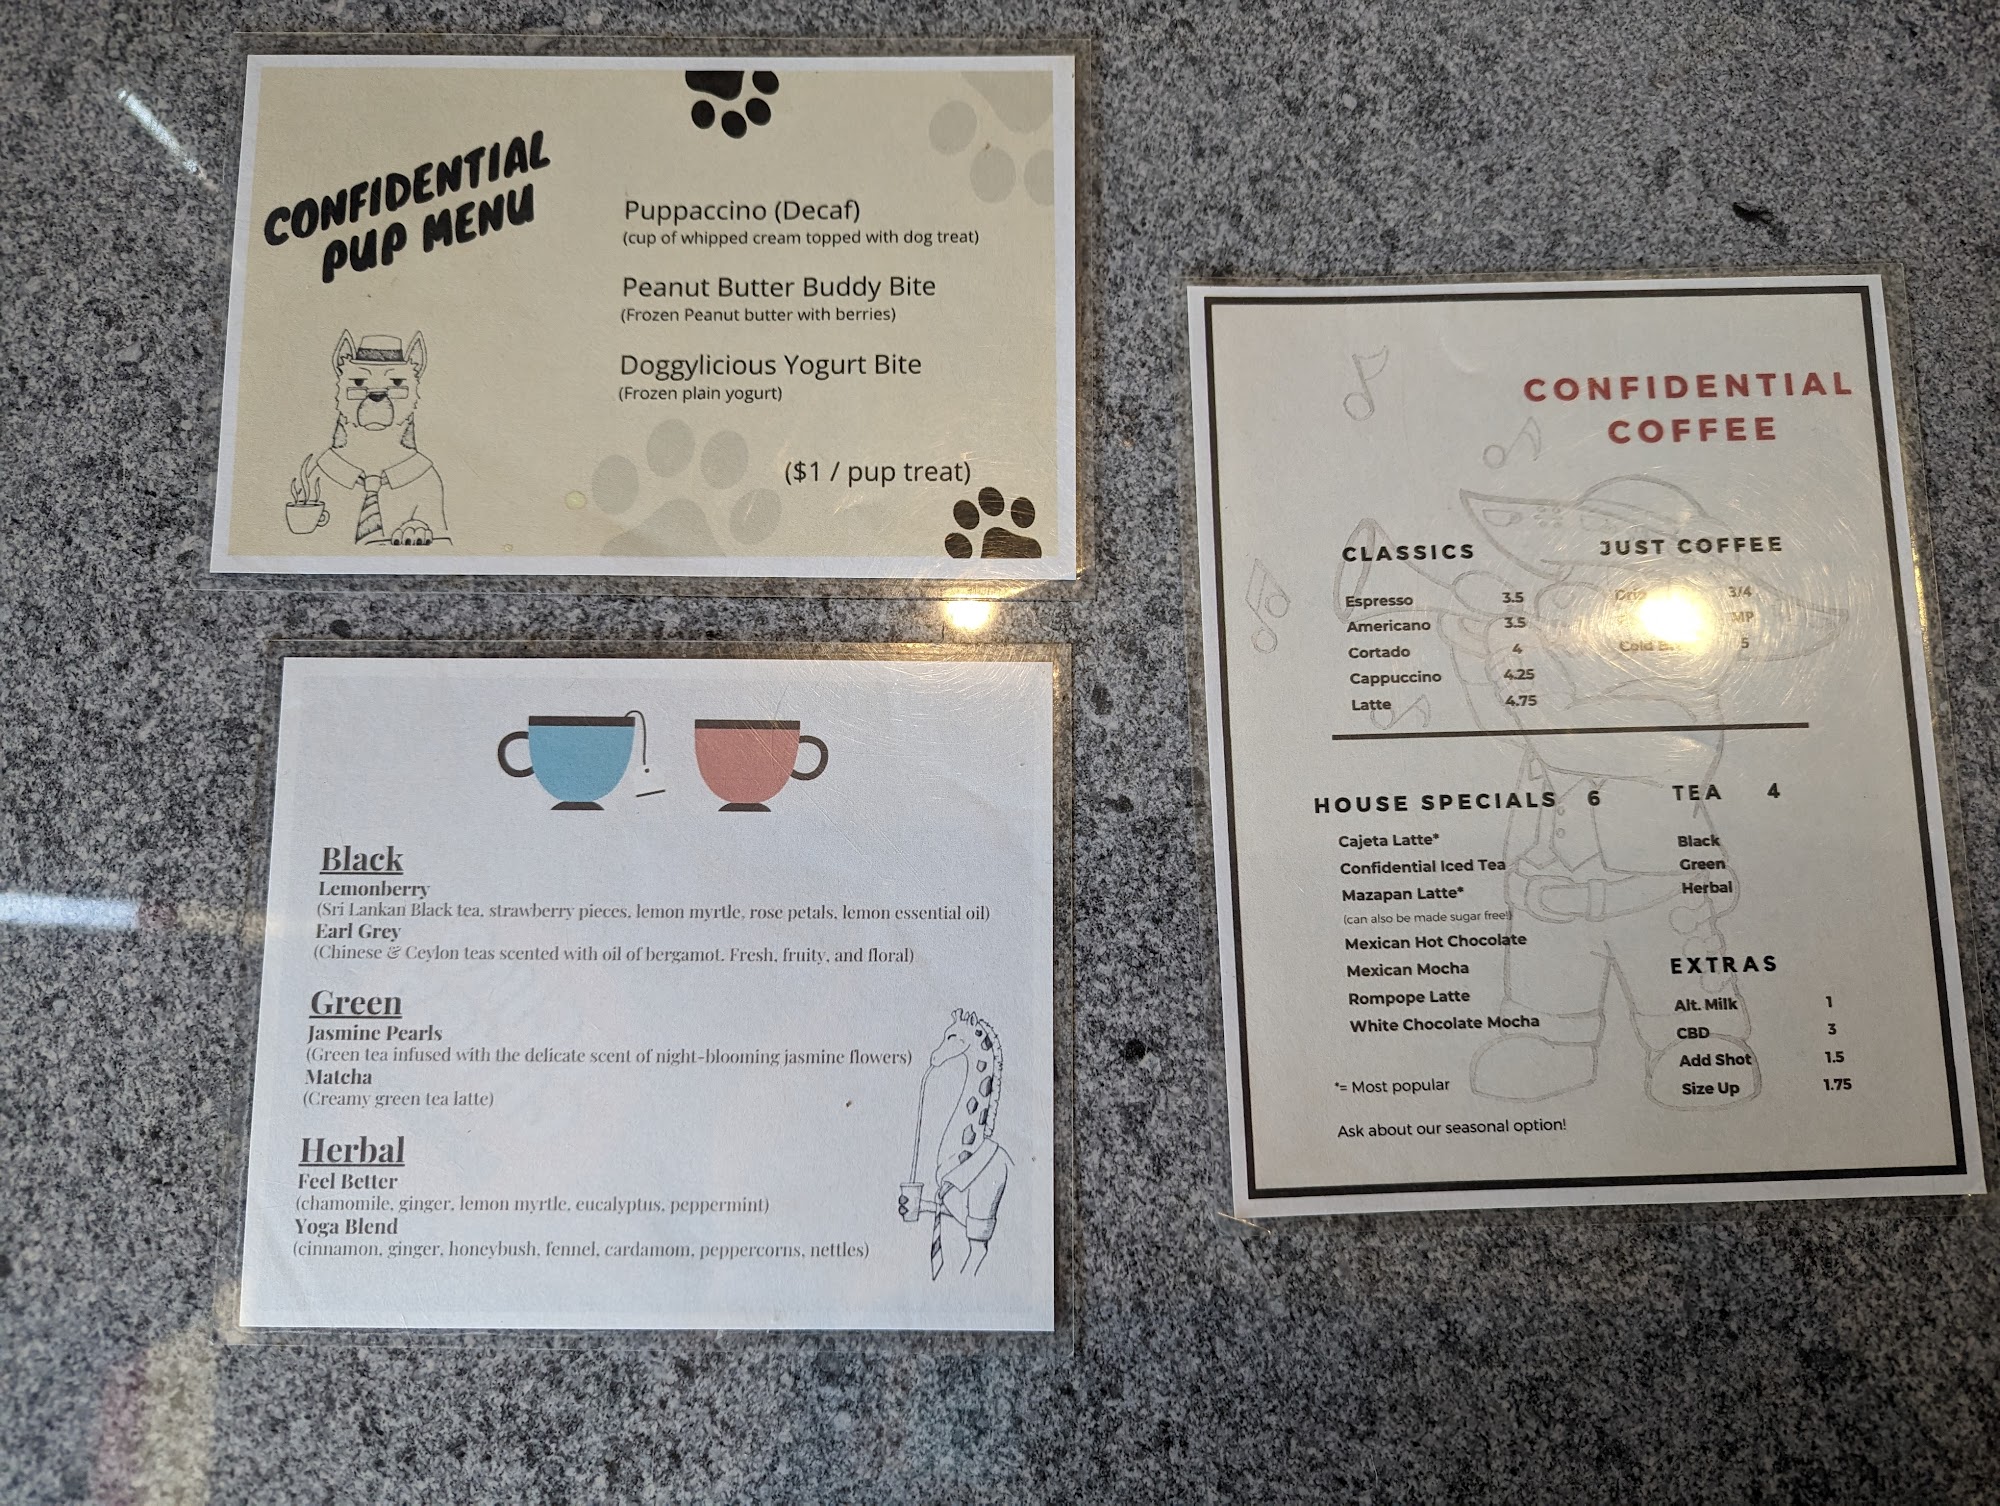 CONFIDENTIAL
PUP MENU
Puppaccino (Decaf)
(cup of whipped cream topped with dog treat)
Peanut Butter Buddy Bite
(Frozen Peanut butter with berries)
Doggylicious Yogurt Bite
(Frozen plain yogurt)
($1 / pup treat)
Black
Lemonberry
(Sri Lankan Black tea, strawberry pieces, lemon myrtle, rose petals, lemon essential oil)
Earl Grey
(Chinese & Ceylon teas scented with oil of bergamot. Fresh, fruity, and floral)
Green
Jasmine Pearls
(Green tea infused with the delicate scent of night-blooming jasmine flowers)
Matcha
(Creamy green tea latte)
Herbal
Feel Better
(chamomile, ginger, lemon myrtle, eucalyptus, peppermint)
Yoga Blend
(cinnamon, ginger, honeybush, fennel, cardamom, peppercorns, nettles)
CONFIDENTIAL
COFFEE
CLASSICS
Espresso 3.5
Americano 3.5
Cortado 4
Cappuccino 4.25
Latte 4.75
JUST COFFEE
Drip 3/4
MP
Cold 5
HOUSE SPECIALS 6
Cajeta Latte*
Confidential Iced Tea
Mazapan Latte*
(can also be made sugar free!)
Mexican Hot Chocolate
Mexican Mocha
Rompope Latte
White Chocolate Mocha
*= Most popular
Ask about our seasonal option!
TEA 4
Black
Green
Herbal
EXTRAS
Alt. Milk 1
CBD 3
Add Shot 1.5
Size Up 1.75